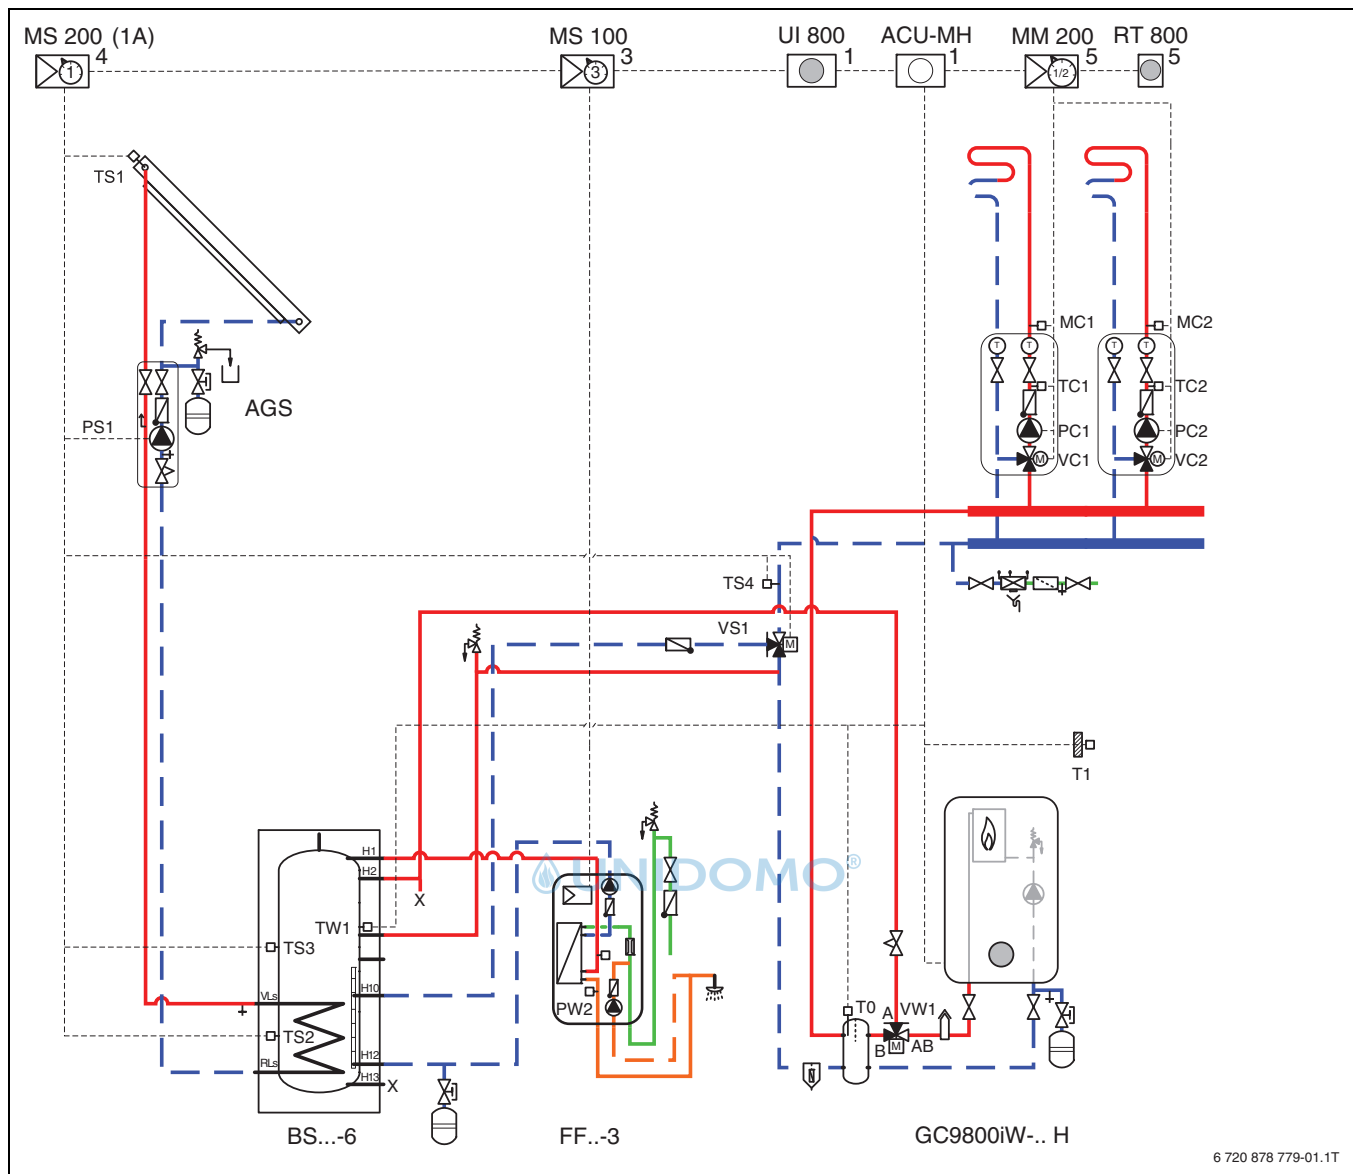 MS 200 (1A)
4
MS 100
3
UI 800
1
ACU-MH
1
MM 200
5
RT 800
5
1
3
1/2
TS1
MC1
MC2
T
T
T
T
TC1
TC2
AGS
PS1
PC1
PC2
M
VC1
M
VC2
TS4
VS1
M
T1
H1
UNIDOMO®
H2
X
TW1
TS3
VLs
H10
PW2
T0
A
VW1
TS2
B
M
AB
RLs
H12
H13
X
BS...-6
FF..-3
GC9800iW-.. H
6 720 878 779-01.1T